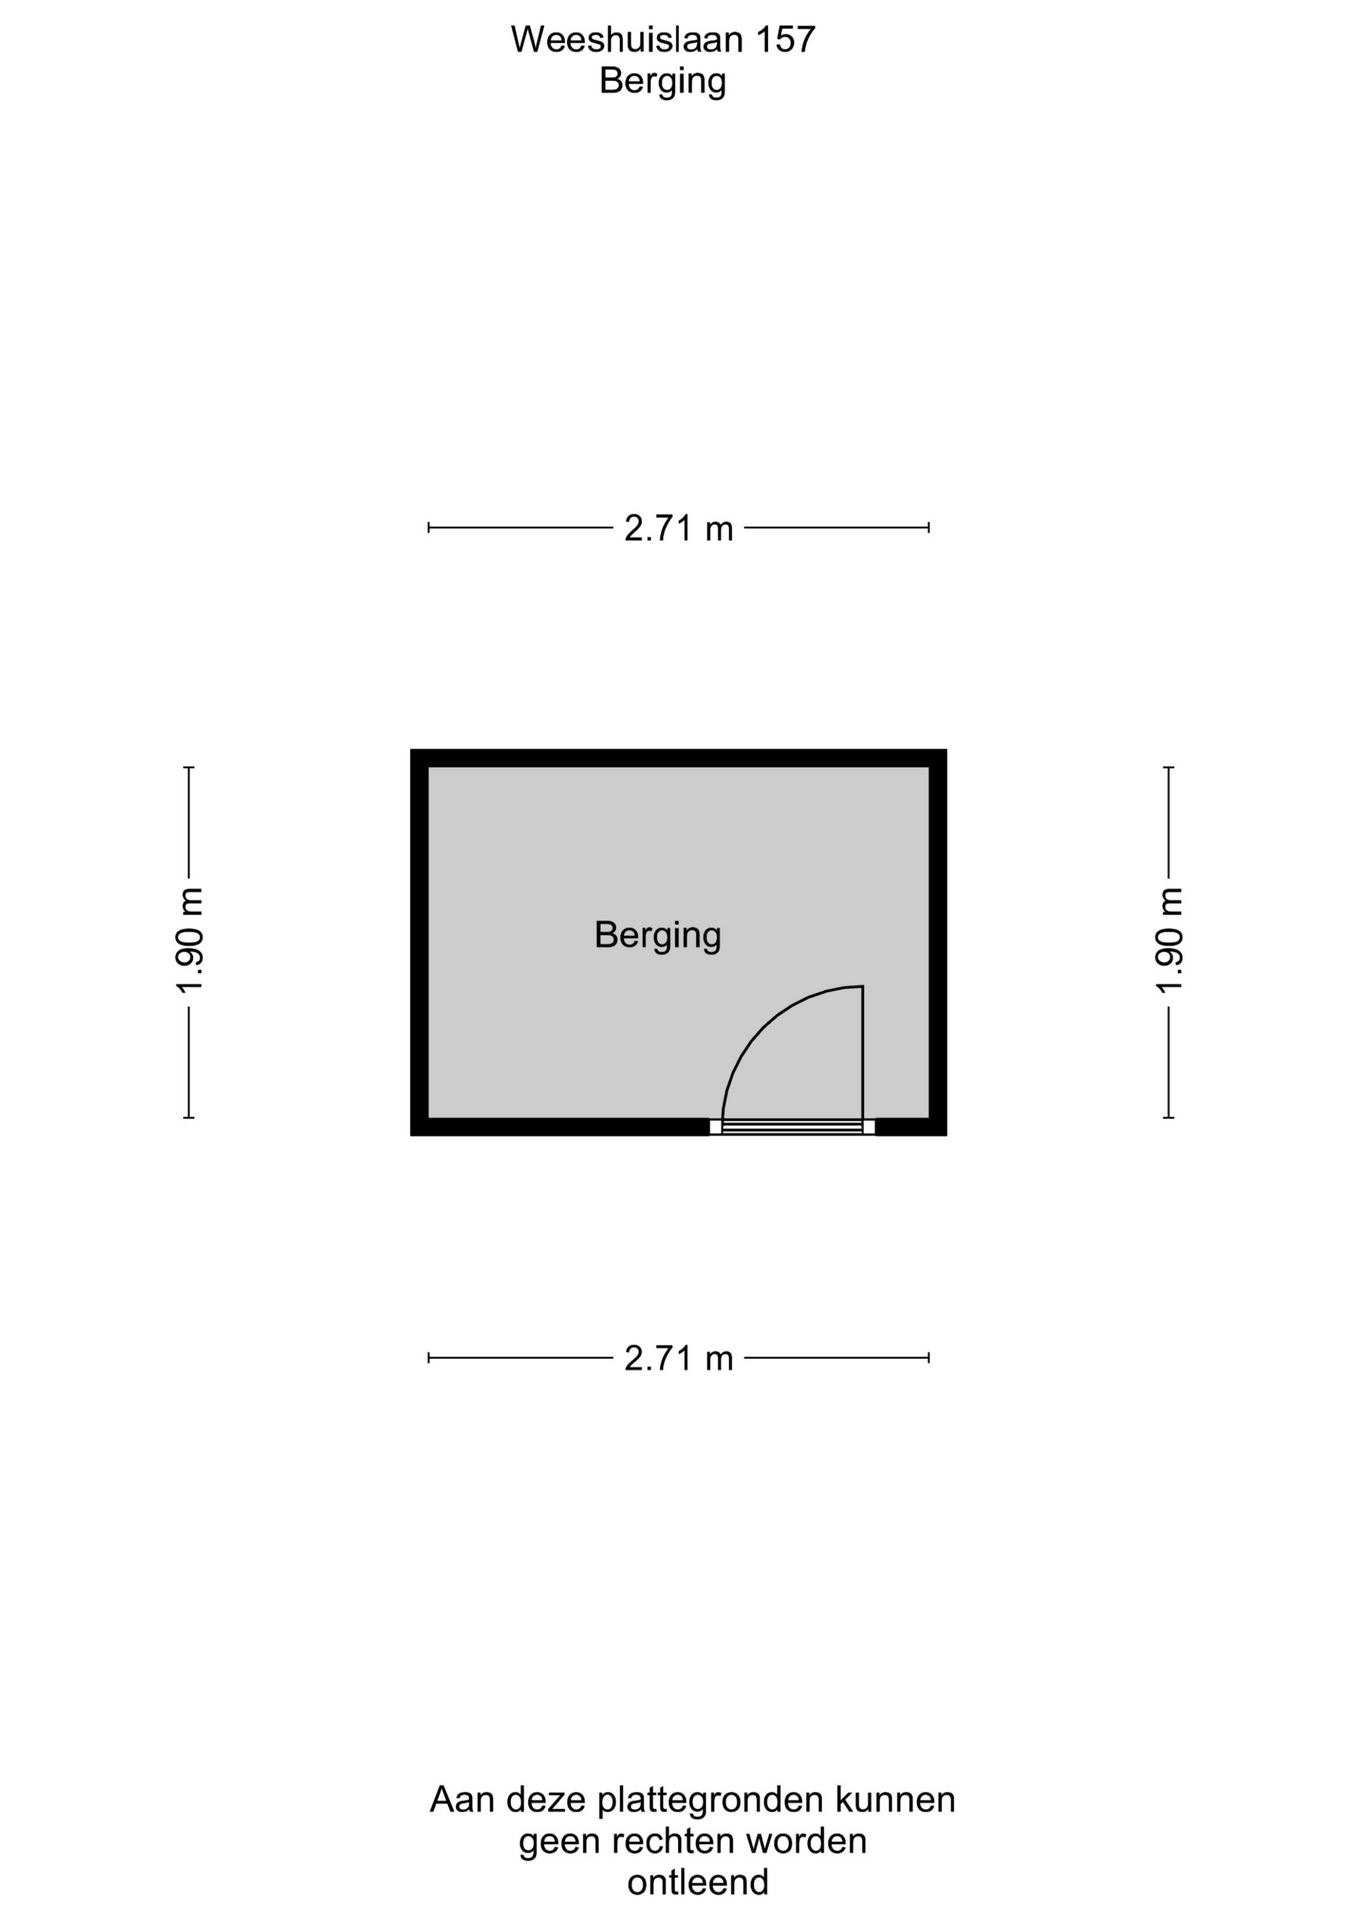 Weeshuislaan 157
Berging
2.71 m
1.90 m
1.90 m
Berging
2.71 m
Aan deze plattegronden kunnen
geen rechten worden
ontleend